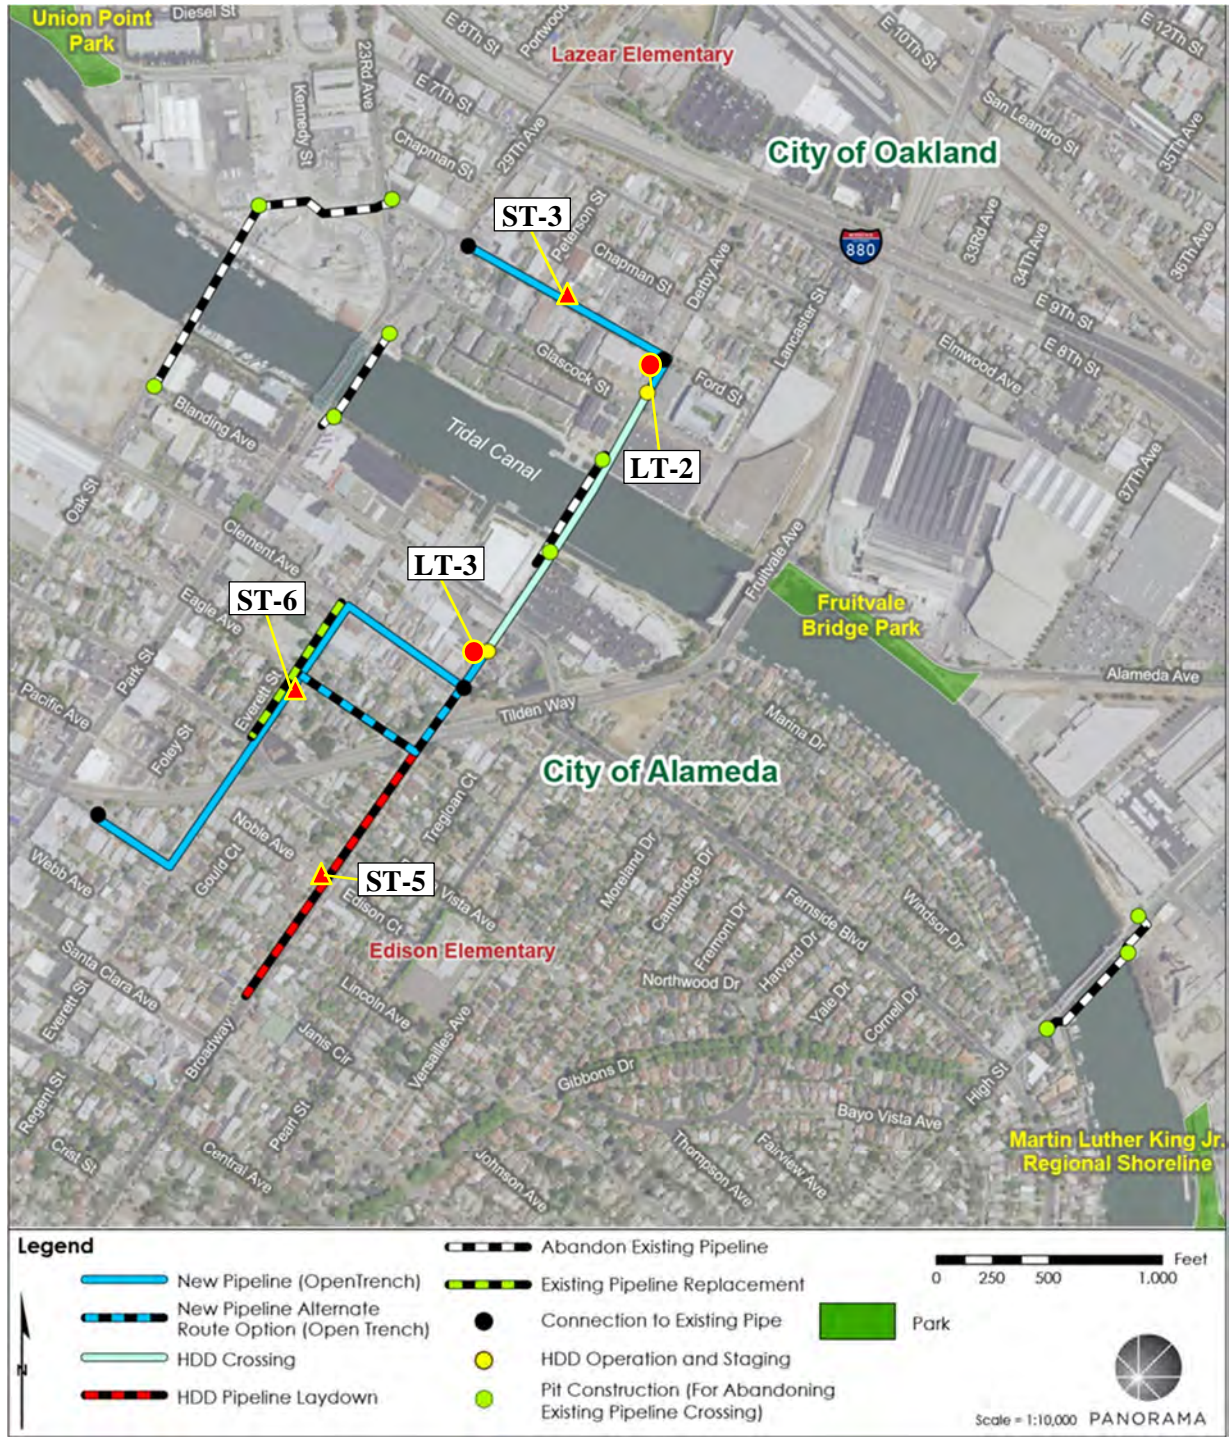 Union Point
Park
Diesel St
23Rd Ave
Kennedy St
E 8Th St
Portwood
E 7Th St
Lazear Elementary
E 10Th St
E 12Th St
San Leandro St
35Th Ave
Chapman St
29Th Ave
City of Oakland
ST-3
Peterson St
Chapman St
Derby Ave
880
33Rd Ave
34Th Ave
36Th Ave
Lancaster St
E 9Th St
E 8Th St
Elmwood Ave
Glascock St
Ford St
Blanding Ave
Tidal Canal
LT-2
37Th Ave
Oak St
Clement Ave
LT-3
Fruitvale Ave
ST-6
Eagle Ave
Fruitvale
Bridge Park
Park St
Everett St
Alameda Ave
Pacific Ave
Foley St
Tilden Way
Marina Dr
City of Alameda
Tregloan Ct
Noble Ave
Gould Ct
Webb Ave
ST-5
Vista Ave
Edison Ct
Moreland Dr
Cambridge Dr
Fernside Blvd
Windsor Dr
Fremont Dr
Harvard Dr
Edison Elementary
Santa Clara Ave
Lincoln Ave
Northwood Dr
Yale Dr
Cornell Dr
Everett St
Broadway
Janis Cir
Versailles Ave
Gibbons Dr
High St
Regent St
Pearl St
Bayo Vista Ave
Crist St
Central Ave
Johnson Ave
Thompson Ave
Fairview Ave
Martin Luther King Jr.
Regional Shoreline
Legend
New Pipeline (OpenTrench)
New Pipeline Alternate
Route Option (Open Trench)
HDD Crossing
HDD Pipeline Laydown
N
Abandon Existing Pipeline
Existing Pipeline Replacement
Connection to Existing Pipe
HDD Operation and Staging
Pit Construction (For Abandoning
Existing Pipeline Crossing)
Park
Feet
0 250 500 1,000
Scale = 1:10,000 PANORAMA